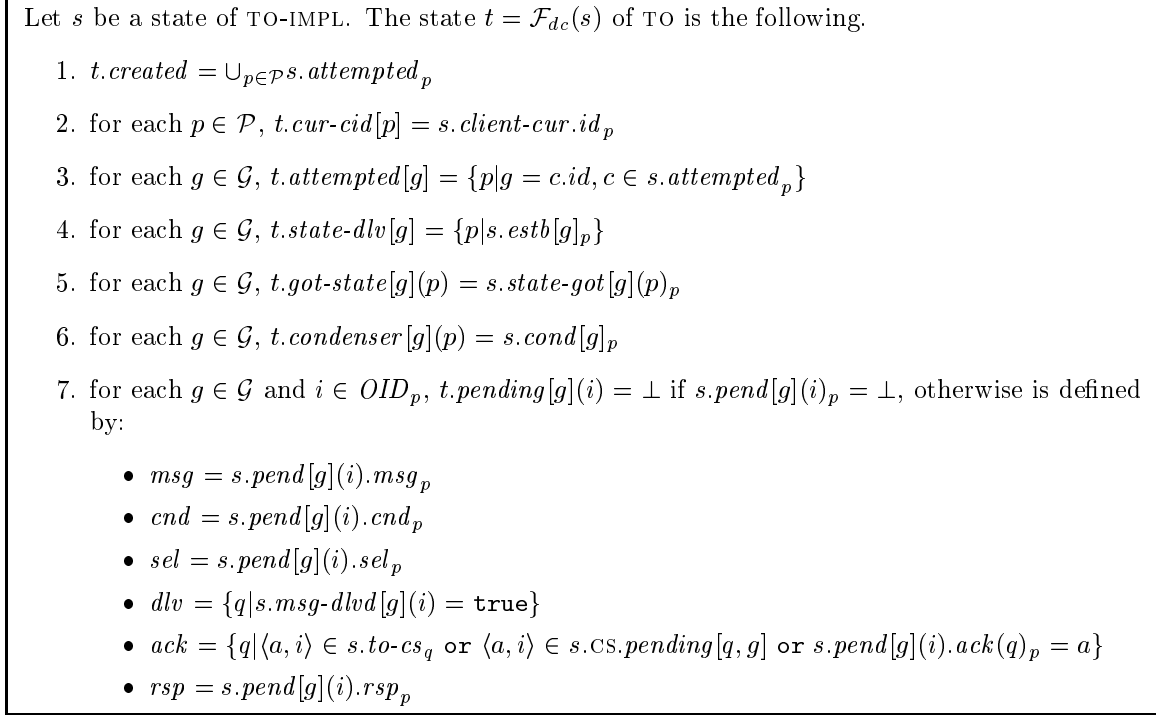 Let s be a state of TO-IMPL. The state t = ℱ_dc(s) of TO is the following.
1. t.created = ∪_{p∈𝒫} s.attempted_p
2. for each p ∈ 𝒫, t.cur-cid[p] = s.client-cur.id_p
3. for each g ∈ 𝒢, t.attempted[g] = {p|g = c.id, c ∈ s.attempted_p}
4. for each g ∈ 𝒢, t.state-dlv[g] = {p|s.estb[g]_p}
5. for each g ∈ 𝒢, t.got-state[g](p) = s.state-got[g](p)_p
6. for each g ∈ 𝒢, t.condenser[g](p) = s.cond[g]_p
7. for each g ∈ 𝒢 and i ∈ OID_p, t.pending[g](i) = ⊥ if s.pend[g](i)_p = ⊥, otherwise is defined
by:
• msg = s.pend[g](i).msg_p
• cnd = s.pend[g](i).cnd_p
• sel = s.pend[g](i).sel_p
• dlv = {q|s.msg-dlvd[g](i) = true}
• ack = {q|⟨a, i⟩ ∈ s.to-cs_q or ⟨a, i⟩ ∈ s.CS.pending[q, g] or s.pend[g](i).ack(q)_p = a}
• rsp = s.pend[g](i).rsp_p